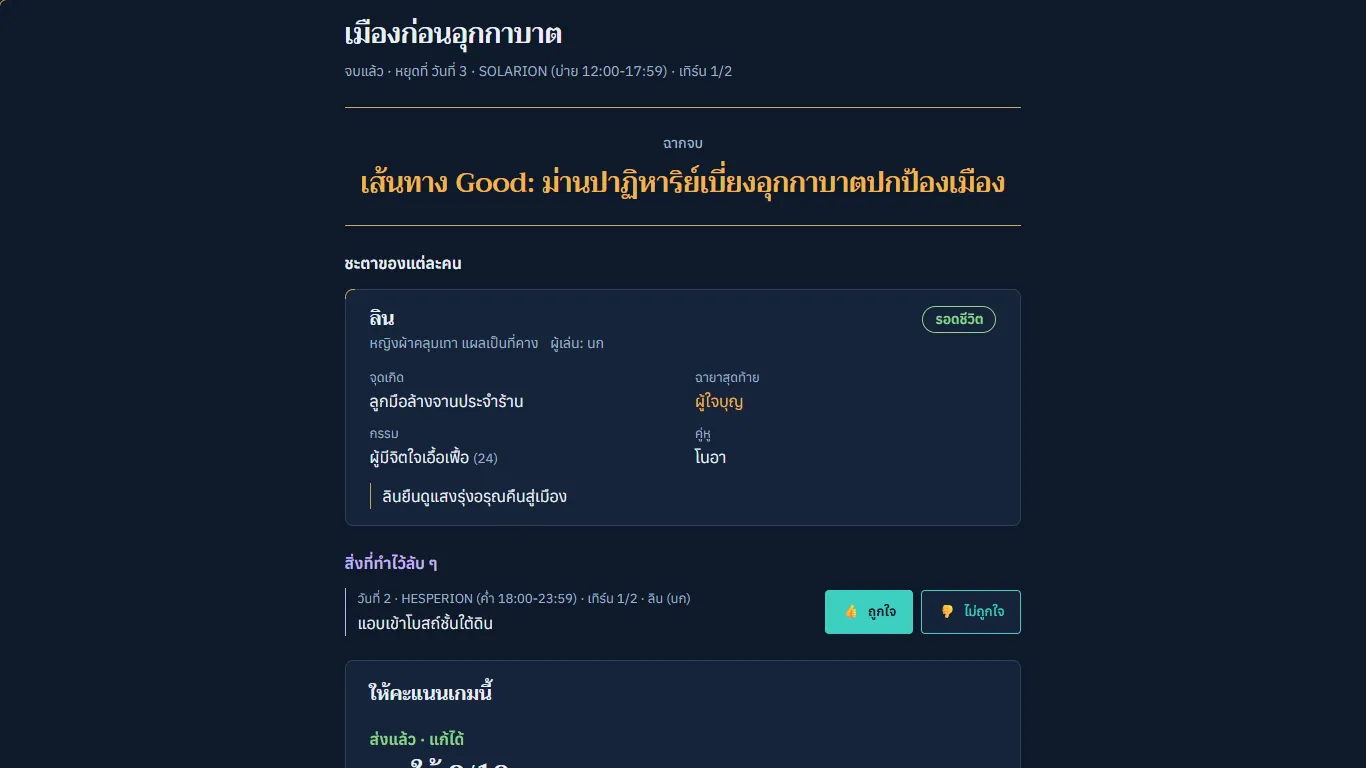 เมืองก่อนอุกกาบาต
จบแล้ว · หยุดที่ วันที่ 3 · SOLARION (บ่าย 12:00-17:59) · เทิร์น 1/2
ฉากจบ
เส้นทาง Good: ม่านปาฏิหาริย์เบี่ยงอุกกาบาตปกป้องเมือง
ชะตาของแต่ละคน
ลิน
รอดชีวิต
หญิงผ้าคลุมเทา แผลเป็นที่คาง ผู้เล่น: นก
จุดเกิด
ฉายาสุดท้าย
ลูกมือล้างจานประจำร้าน
ผู้ใจบุญ
กรรม
คู่หู
ผู้มีจิตใจเอื้อเฟื้อ (24)
โนอา
ลินยืนดูแสงรุ่งอรุณคืนสู่เมือง
สิ่งที่ทำไว้ลับ ๆ
วันที่ 2 · HESPERION (ค่ำ 18:00-23:59) · เทิร์น 1/2 · ลิน (นก)
แอบเข้าโบสถ์ชั้นใต้ดิน
👍 ถูกใจ
👎 ไม่ถูกใจ
ให้คะแนนเกมนี้
ส่งแล้ว · แก้ได้